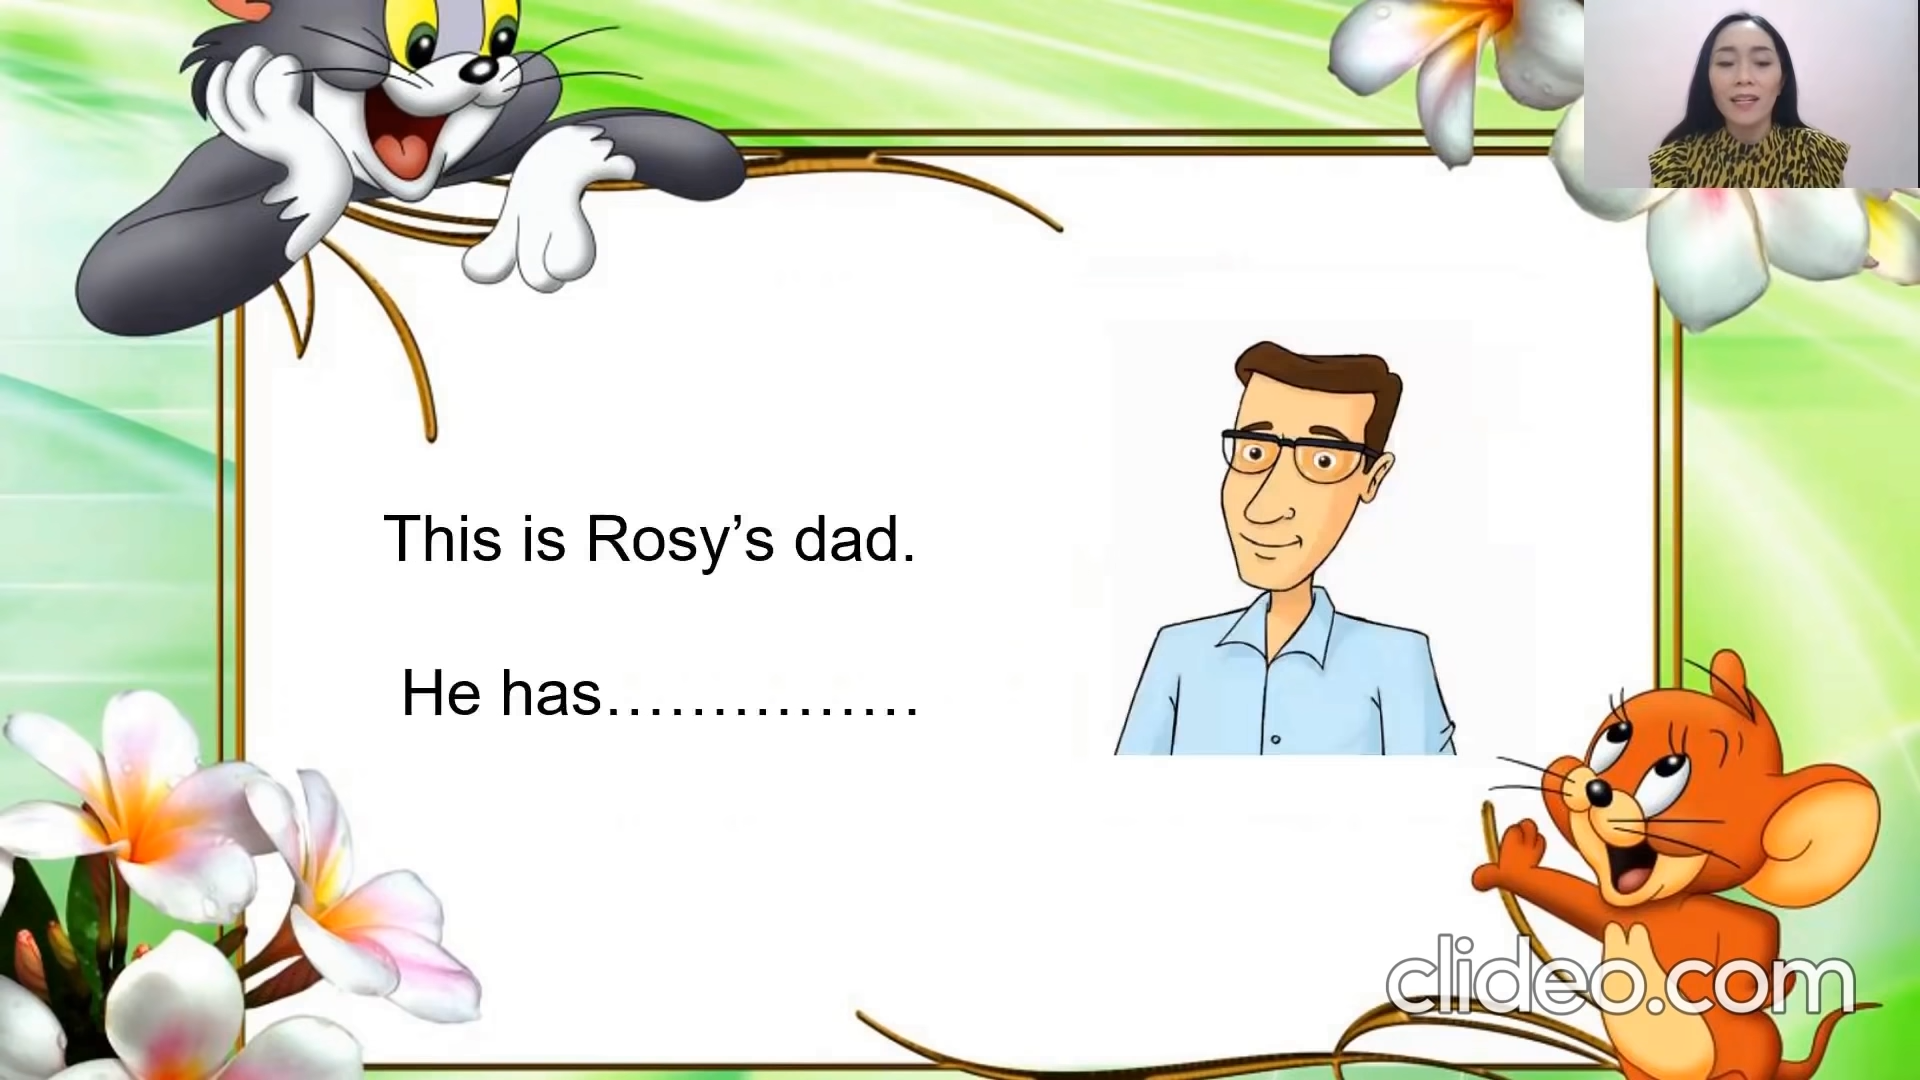 This is Rosy’s dad.
He has……………
clideo.com